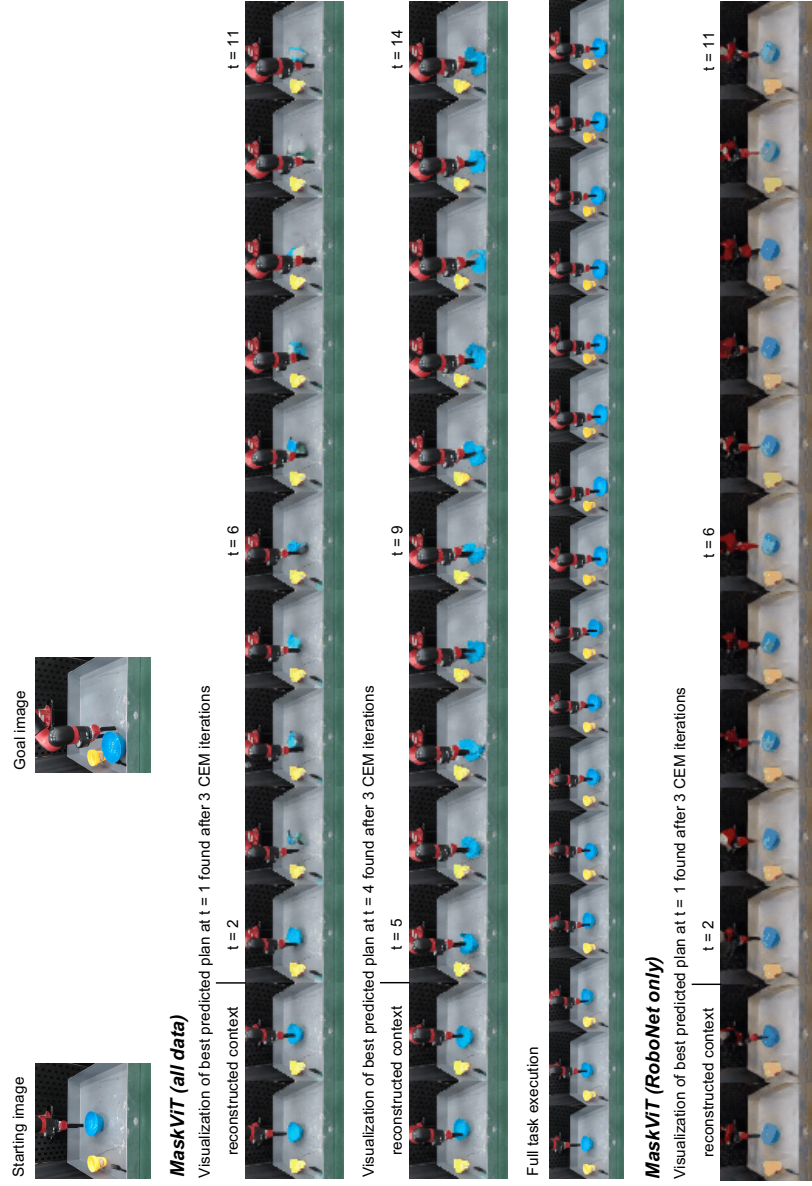 Starting image
Goal image
MaskViT (all data)
Visualization of best predicted plan at t = 1 found after 3 CEM iterations
reconstructed context
t = 2
t = 6
t = 11
Visualization of best predicted plan at t = 4 found after 3 CEM iterations
reconstructed context
t = 5
t = 9
t = 14
Full task execution
MaskViT (RoboNet only)
Visualization of best predicted plan at t = 1 found after 3 CEM iterations
reconstructed context
t = 2
t = 6
t = 11